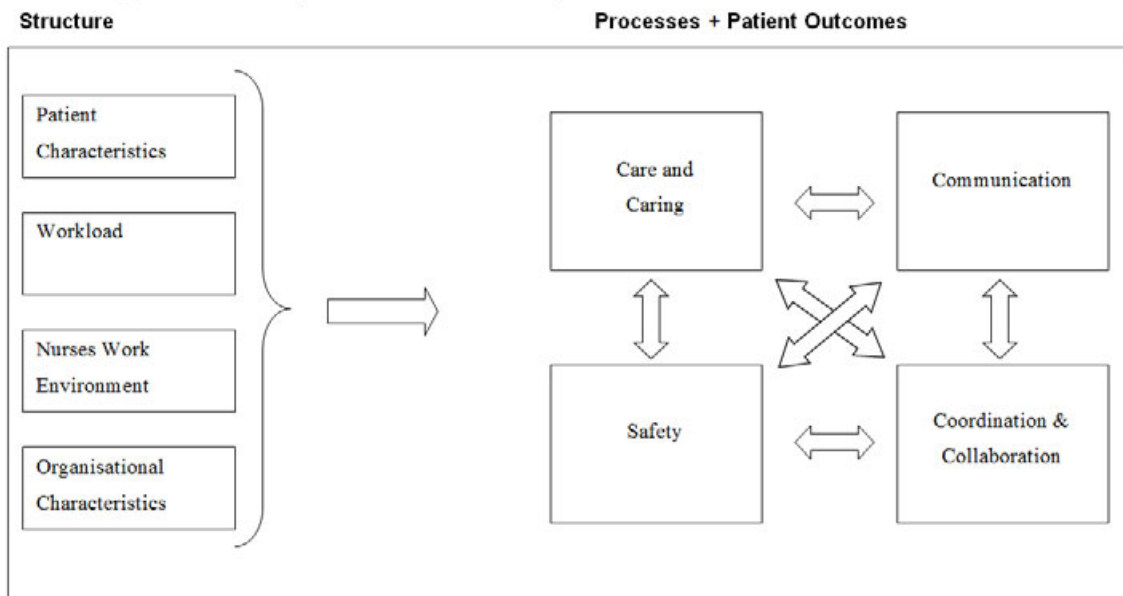 Structure
Processes + Patient Outcomes
Patient
Characteristics
Workload
Nurses Work
Environment
Organisational
Characteristics
Care and
Caring
Communication
Safety
Coordination &
Collaboration